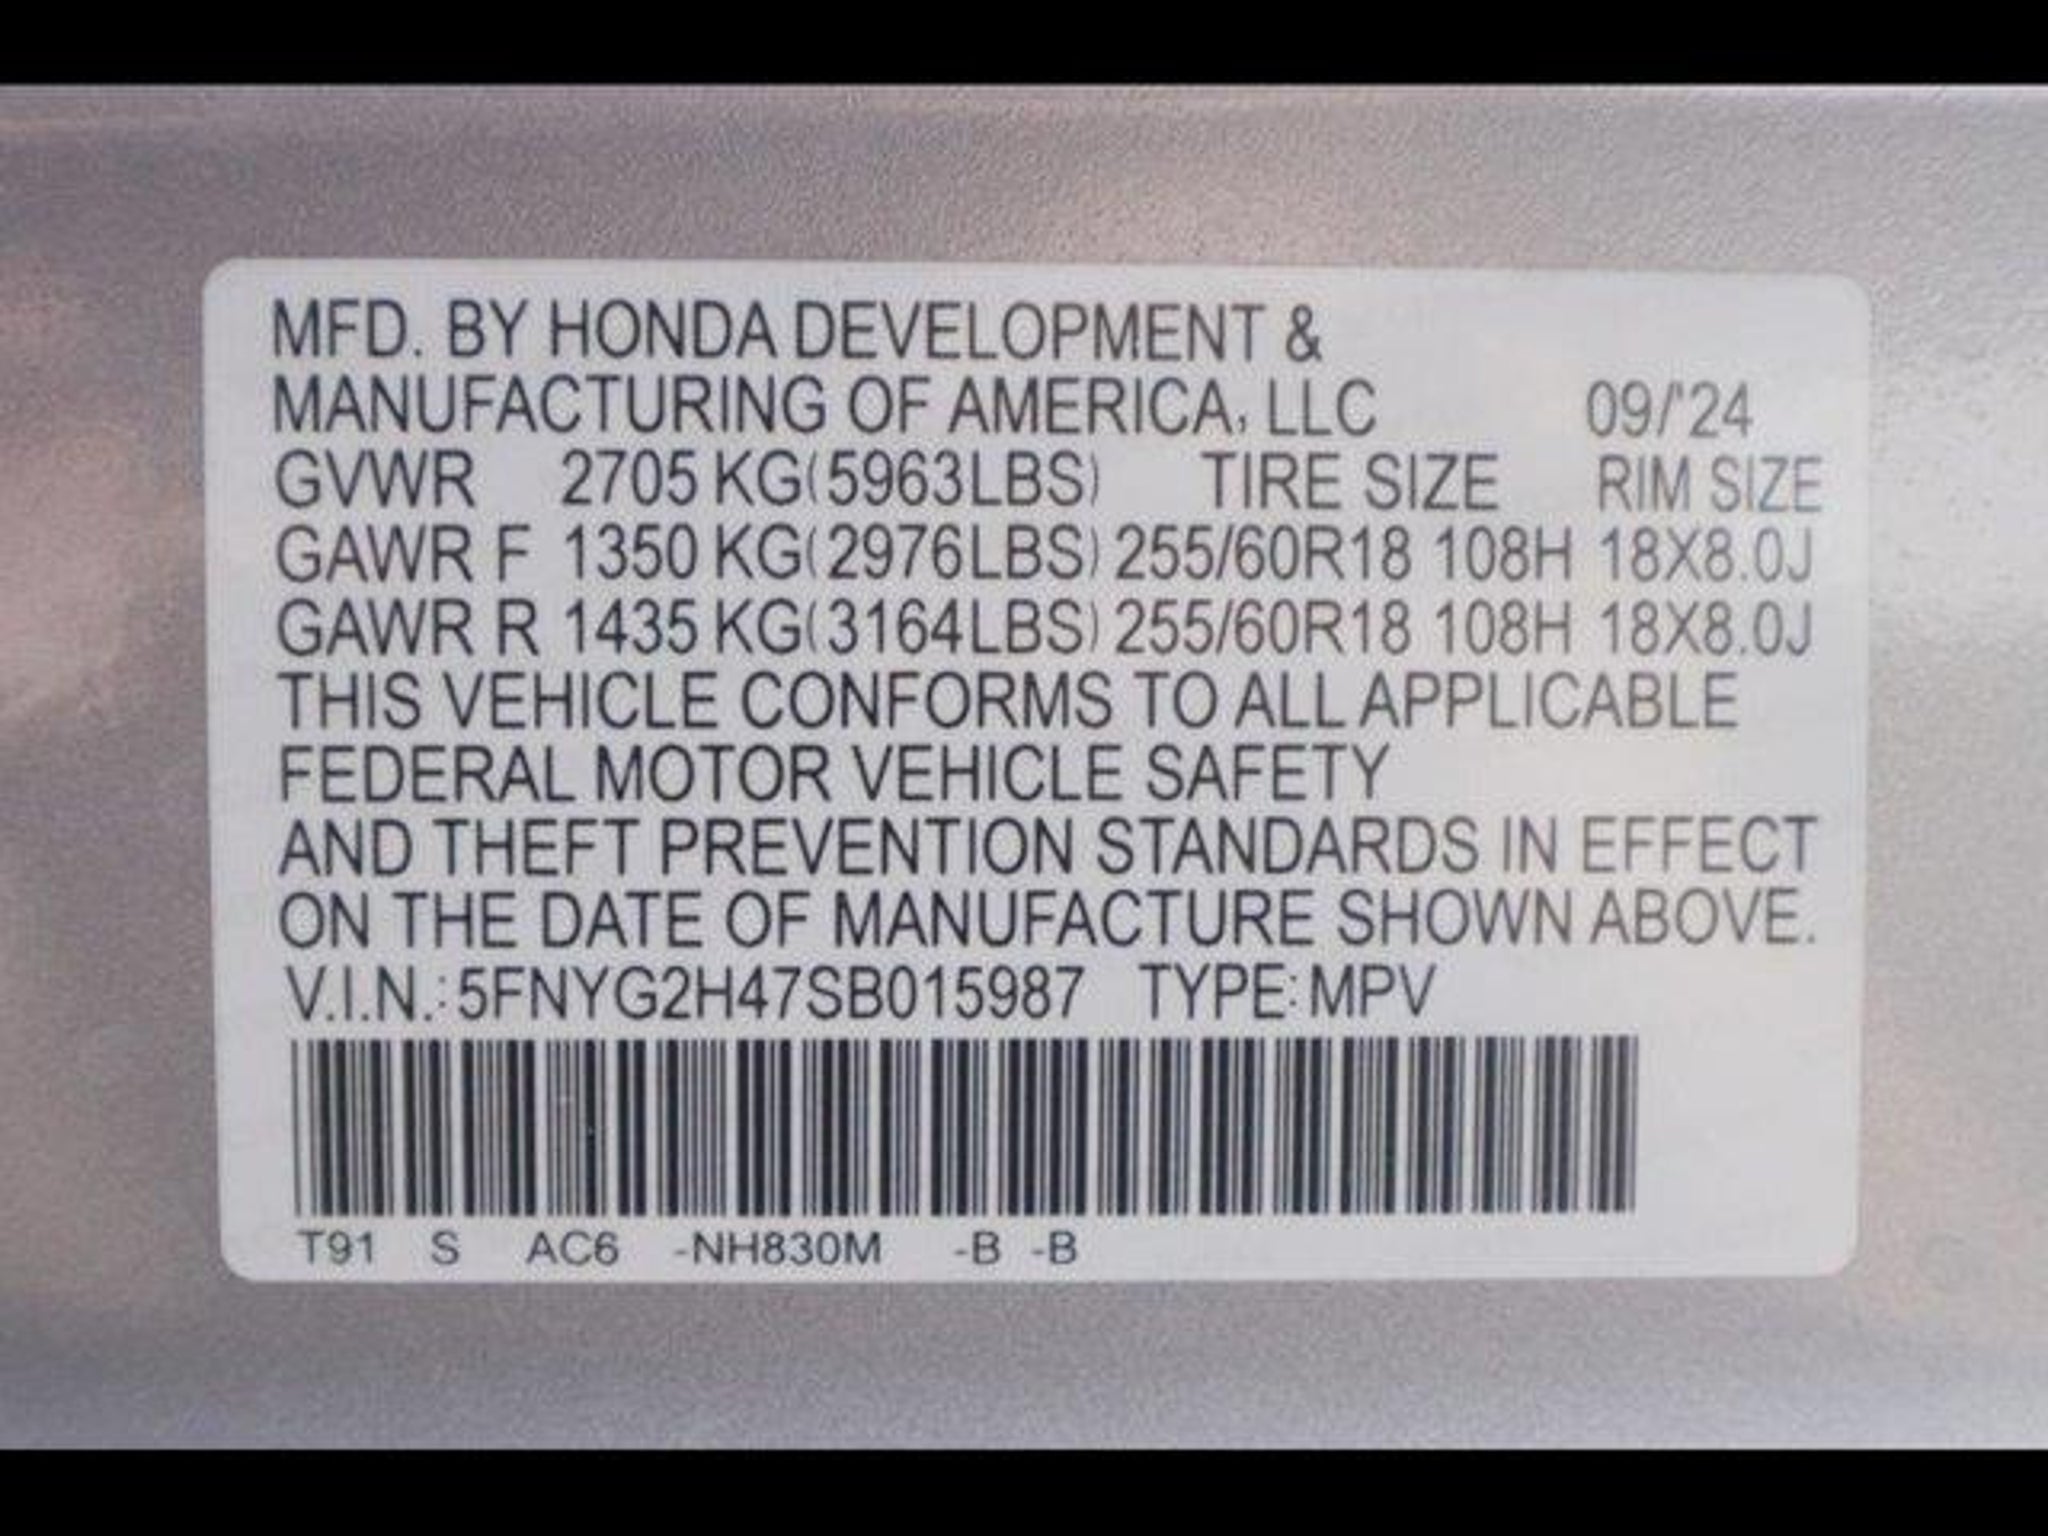 MFD. BY HONDA DEVELOPMENT &
MANUFACTURING OF AMERICA, LLC 09/'24
GVWR 2705 KG(5963LBS) TIRE SIZE RIM SIZE
GAWR F 1350 KG(2976LBS) 255/60R18 108H 18X8.0J
GAWR R 1435 KG(3164LBS) 255/60R18 108H 18X8.0J
THIS VEHICLE CONFORMS TO ALL APPLICABLE
FEDERAL MOTOR VEHICLE SAFETY
AND THEFT PREVENTION STANDARDS IN EFFECT
ON THE DATE OF MANUFACTURE SHOWN ABOVE.
V.I.N.:5FNYG2H47SB015987 TYPE:MPV
T91 S AC6 -NH830M -B -B